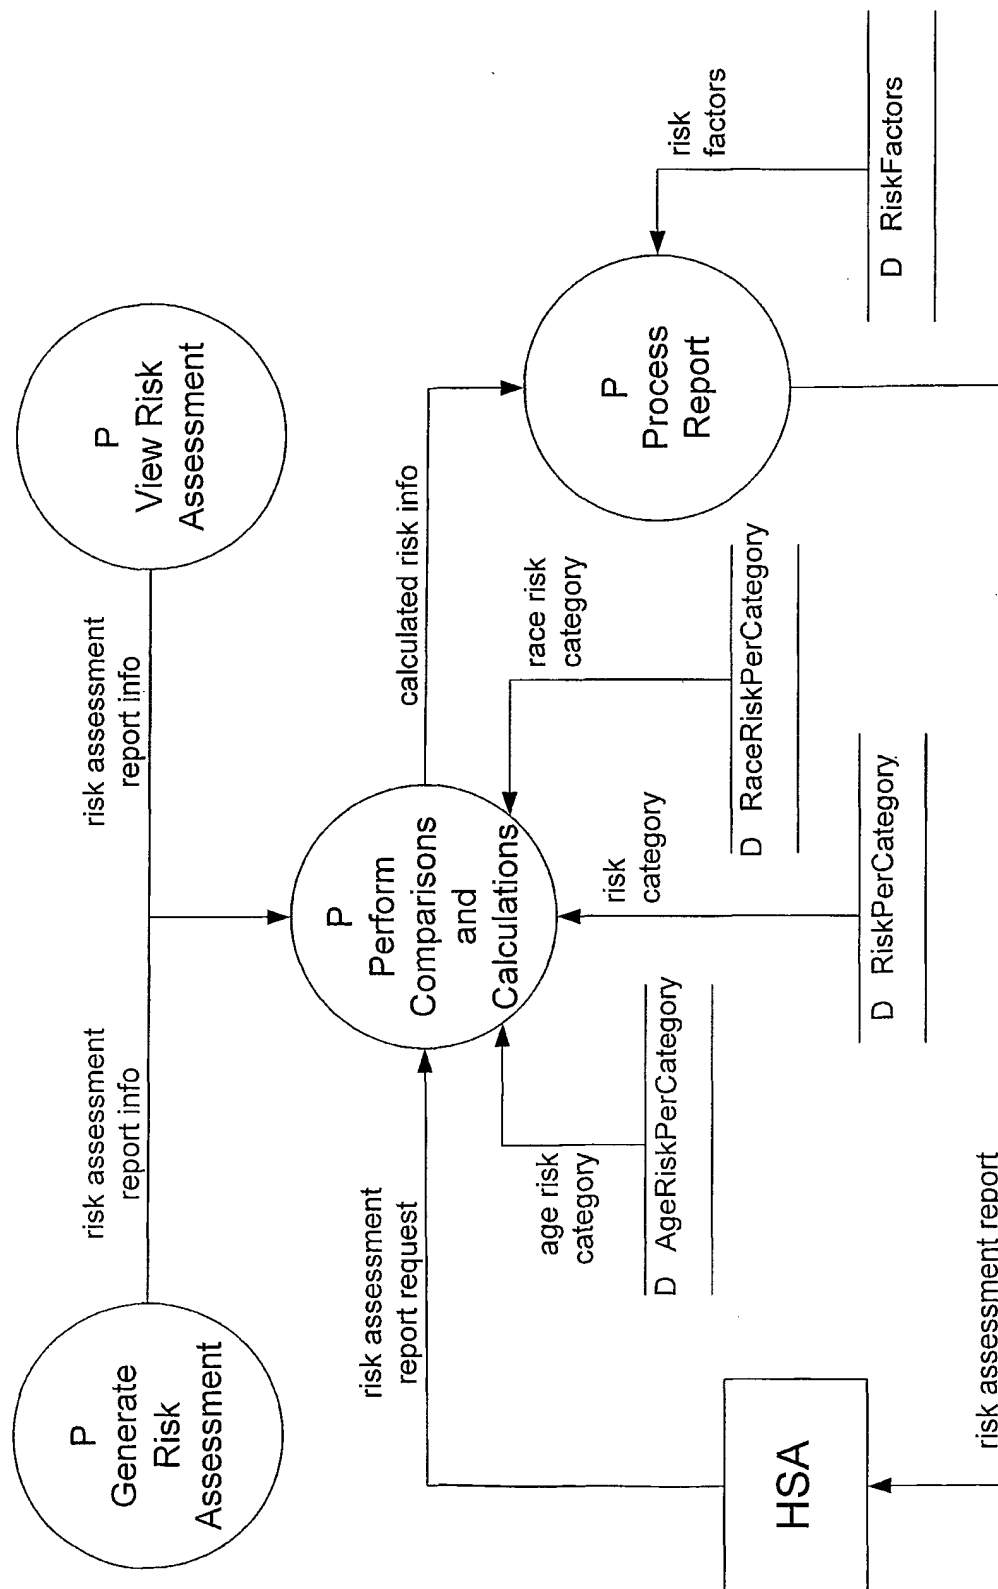 P
Generate
Risk
Assessment
risk assessment
report info
risk assessment
report info
P
View Risk
Assessment
risk assessment
report request
P
Perform
Comparisons
and
Calculations
calculated risk info
age risk
category
D AgeRiskPerCategory
risk
category
D RiskPerCategory
race risk
category
D RaceRiskPerCategory
P
Process
Report
risk
factors
D RiskFactors
HSA
risk assessment report